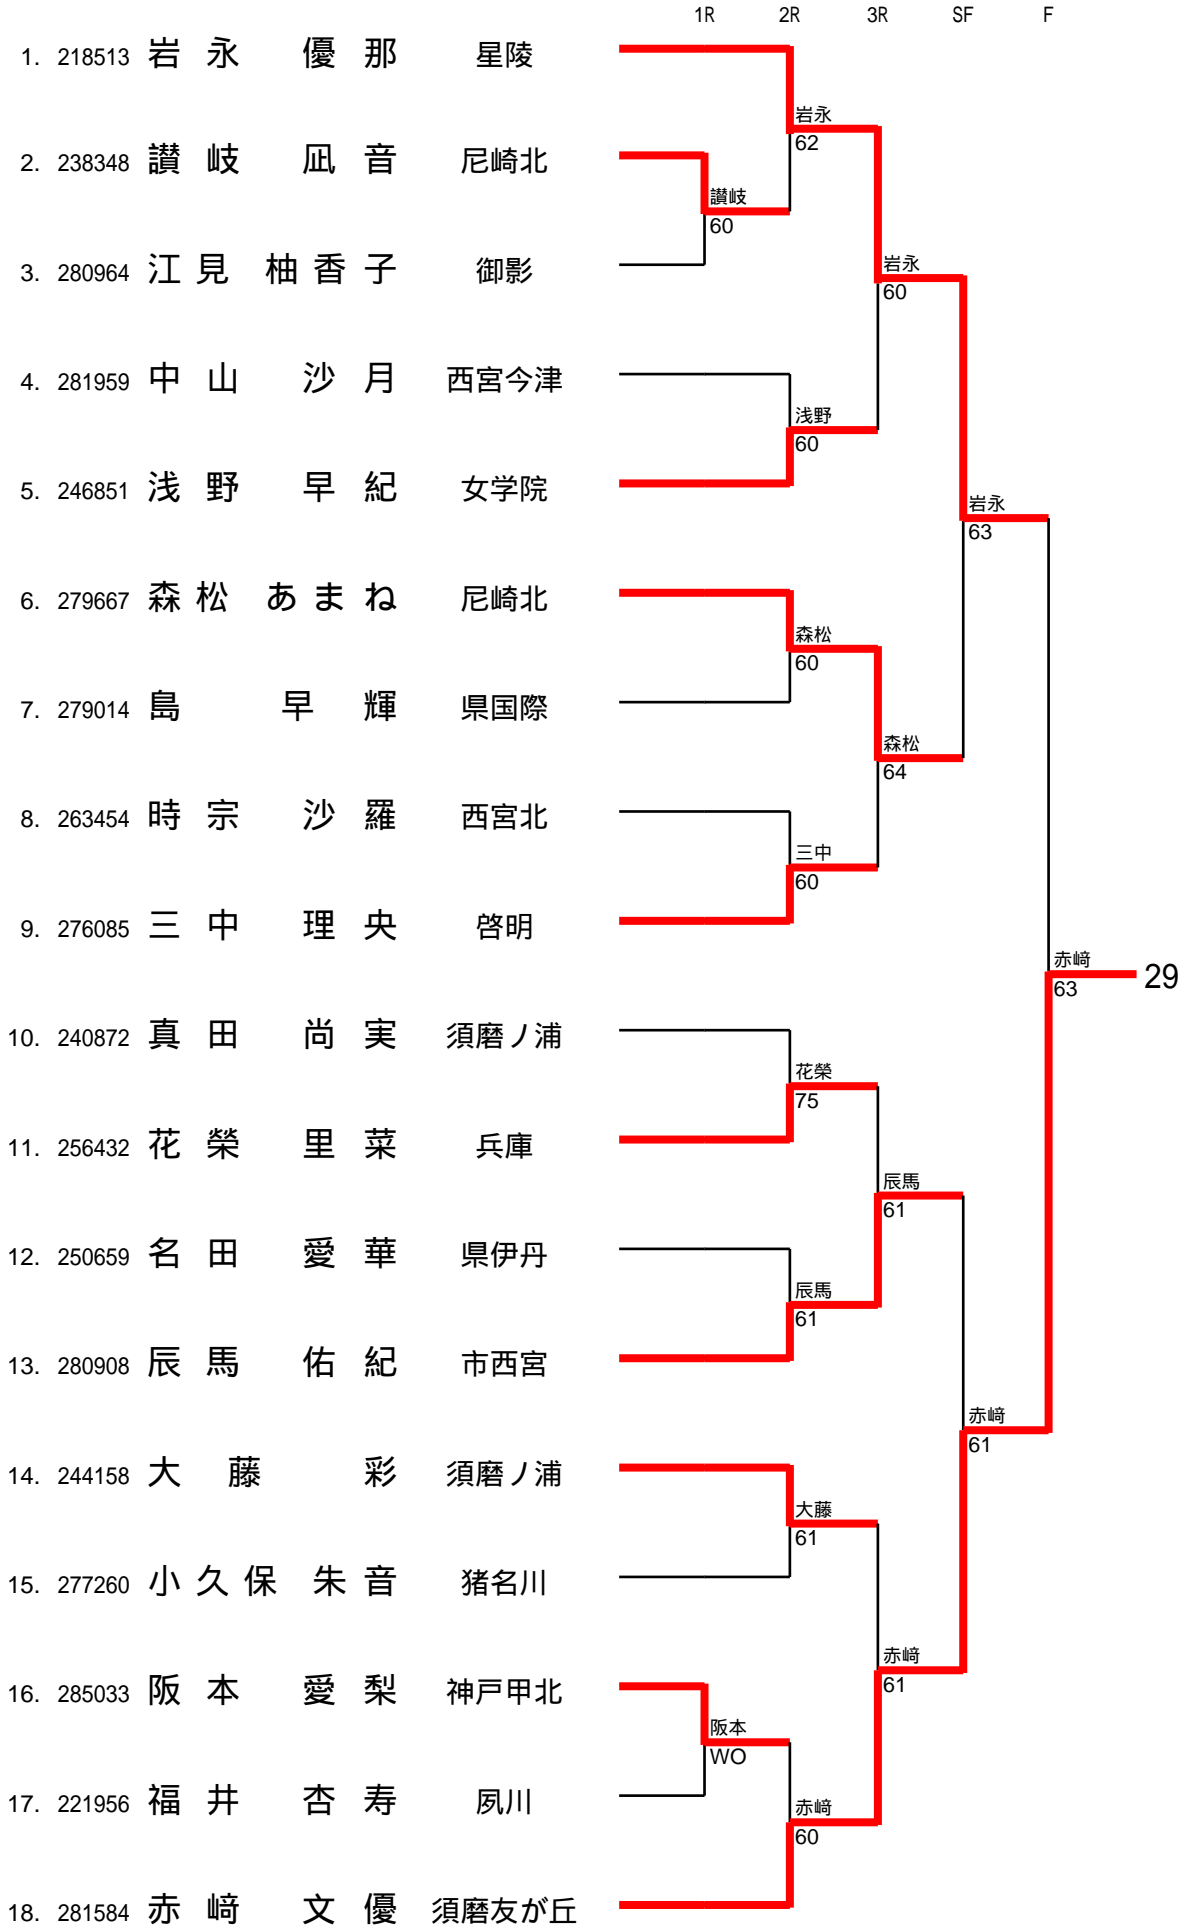 1R 2R 3R SF F
1. 218513 岩永 優那 星陵
岩永
62
2. 238348 讃岐 凪音 尼崎北
讃岐
60
3. 280964 江見 柚香子 御影
岩永
60
4. 281959 中山 沙月 西宮今津
浅野
60
5. 246851 浅野 早紀 女学院
岩永
63
6. 279667 森松 あまね 尼崎北
森松
60
7. 279014 島 早輝 県国際
森松
64
8. 263454 時宗 沙羅 西宮北
三中
60
9. 276085 三中 理央 啓明
赤﨑
63
29
10. 240872 真田 尚実 須磨ノ浦
花榮
75
11. 256432 花榮 里菜 兵庫
辰馬
61
12. 250659 名田 愛華 県伊丹
辰馬
61
13. 280908 辰馬 佑紀 市西宮
赤﨑
61
14. 244158 大藤 彩 須磨ノ浦
大藤
61
15. 277260 小久保 朱音 猪名川
赤﨑
61
16. 285033 阪本 愛梨 神戸甲北
阪本
WO
17. 221956 福井 杏寿 夙川
赤﨑
60
18. 281584 赤﨑 文優 須磨友が丘